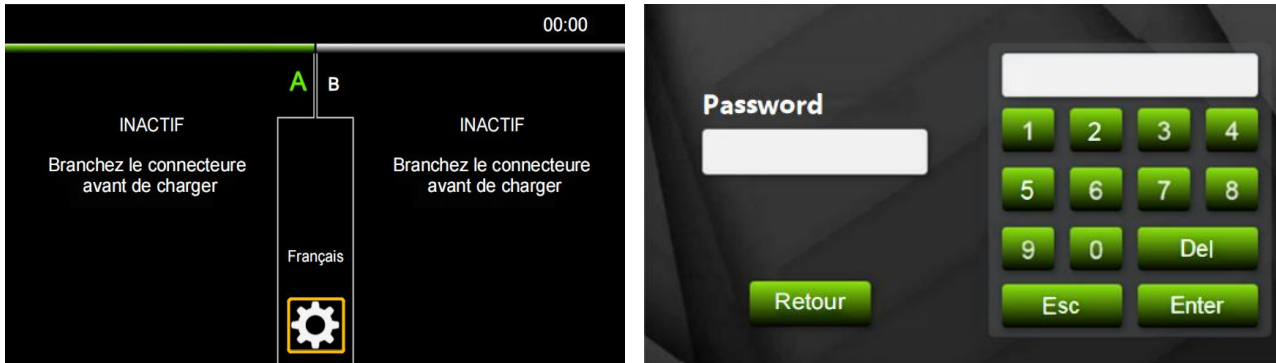 00:00
A B
INACTIF
Branchez le connecteure
avant de charger
INACTIF
Branchez le connecteure
avant de charger
Français
Password
Retour
1 2 3 4
5 6 7 8
9 0 Del
Esc Enter